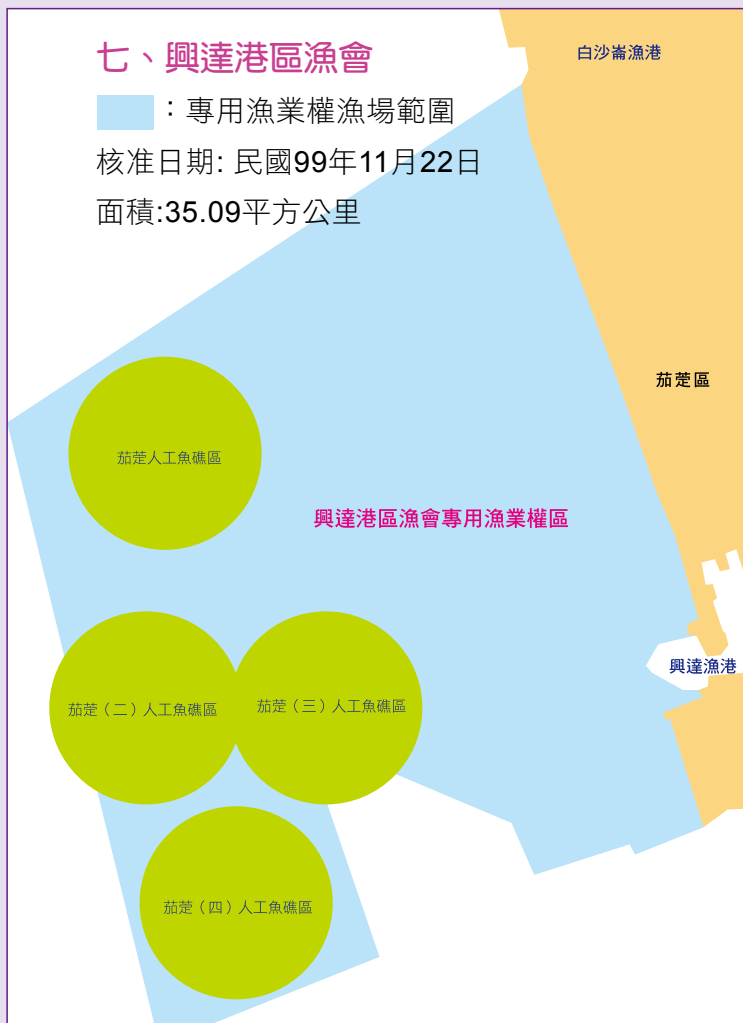 七、興達港區漁會
：專用漁業權漁場範圍
核准日期: 民國99年11月22日
面積:35.09平方公里
白沙崙漁港
茄萣區
茄萣人工魚礁區
興達港區漁會專用漁業權區
興達漁港
茄萣（二）人工魚礁區
茄萣（三）人工魚礁區
茄萣（四）人工魚礁區